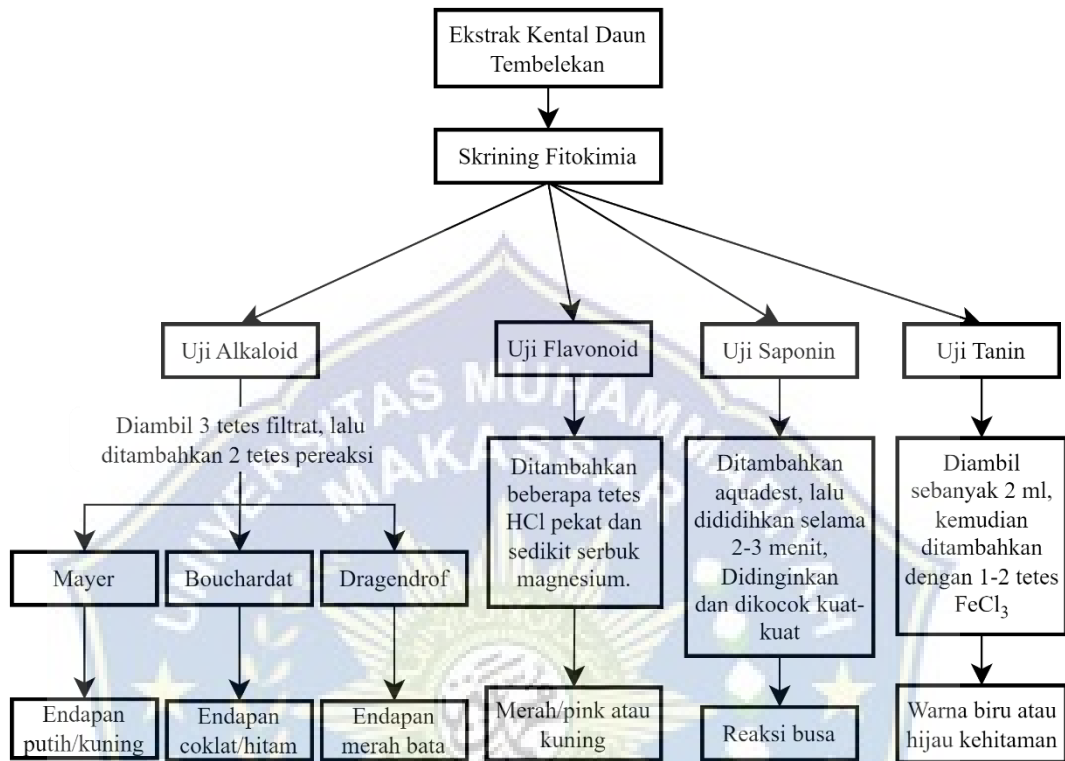 Ekstrak Kental Daun
Tembelekan
Skrining Fitokimia
Uji Alkaloid
Uji Flavonoid
Uji Saponin
Uji Tanin
Diambil 3 tetes filtrat, lalu
ditambahkan 2 tetes pereaksi
Mayer
Bouchardat
Dragendrof
Ditambahkan
beberapa tetes
HCl pekat dan
sedikit serbuk
magnesium.
Ditambahkan
aquadest, lalu
dididihkan selama
2-3 menit,
Didinginkan
dan dikocok kuat-
kuat
Diambil
sebanyak 2 ml,
kemudian
ditambahkan
dengan 1-2 tetes
FeCl3
Endapan
putih/kuning
Endapan
coklat/hitam
Endapan
merah bata
Merah/pink atau
kuning
Reaksi busa
Warna biru atau
hijau kehitaman
UNIVERSITAS MUHAMMADIYAH
MAKASSAR